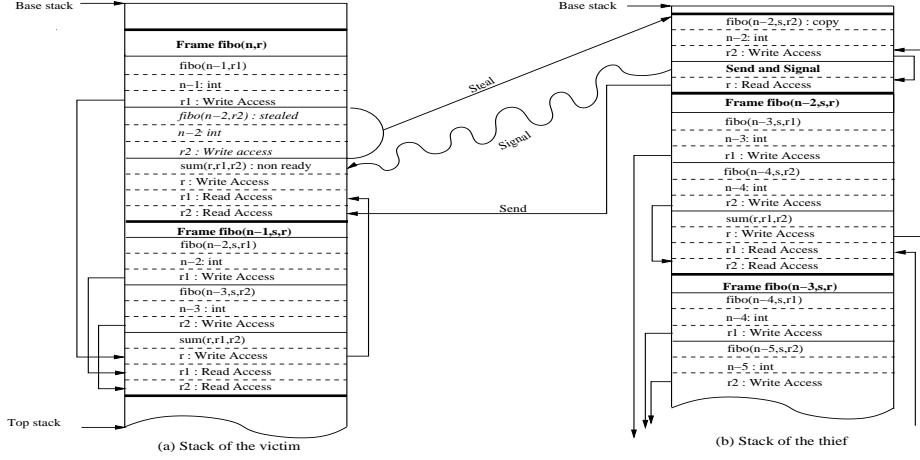 Base stack
Frame fibo(n,r)
fibo(n−1,r1)
n−1: int
r1 : Write Access
fibo(n−2,r2) : stealed
n−2: int
r2 : Write access
sum(r,r1,r2) : non ready
r : Write Access
r1 : Read Access
r2 : Read Access
Frame fibo(n−1,s,r)
fibo(n−2,s,r1)
n−2: int
r1 : Write Access
fibo(n−3,s,r2)
n−3 : int
r2 : Write Access
sum(r,r1,r2)
r : Write Access
r1 : Read Access
r2 : Read Access
Top stack
(a) Stack of the victim
Steal
Signal
Send
Base stack
fibo(n−2,s,r2) : copy
n−2: int
r2 : Write Access
Send and Signal
r : Read Access
Frame fibo(n−2,s,r)
fibo(n−3,s,r1)
n−3: int
r1 : Write Access
fibo(n−4,s,r2)
n−4: int
r2 : Write Access
sum(r,r1,r2)
r : Write Access
r1 : Read Access
r2 : Read Access
Frame fibo(n−3,s,r)
fibo(n−4,s,r1)
n−4: int
r1 : Write Access
fibo(n−5,s,r2)
n−5 : int
r2 : Write Access
(b) Stack of the thief